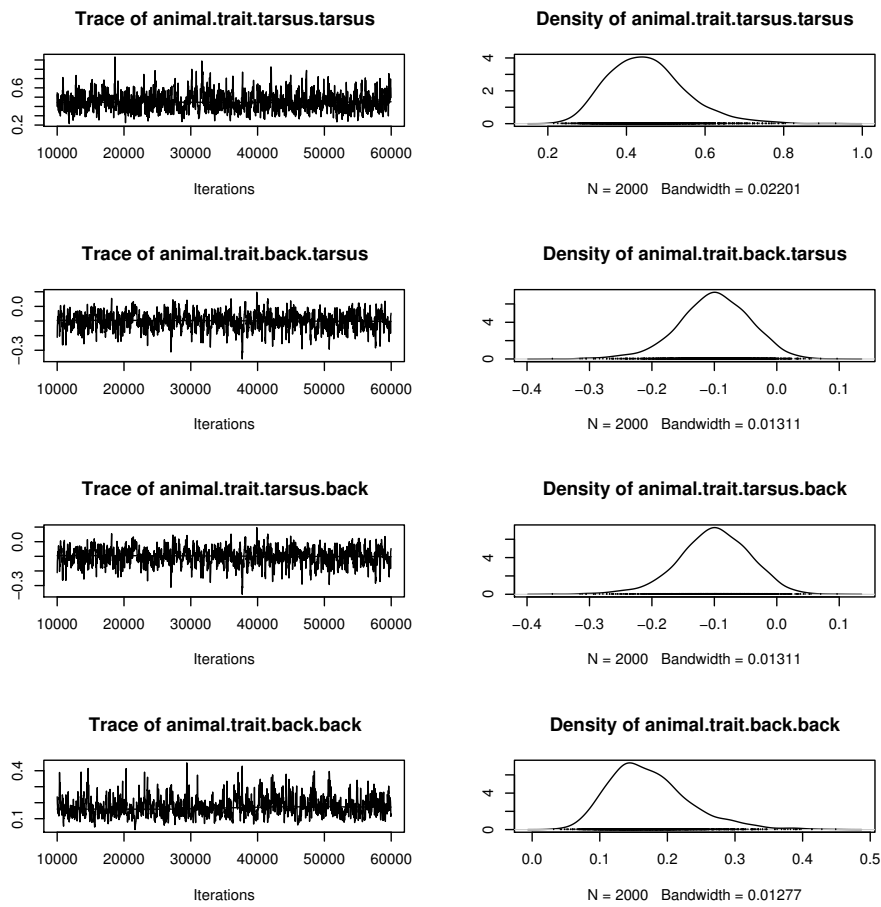 Trace of animal.trait.tarsus.tarsus
0.2 0.6
10000 20000 30000 40000 50000 60000
Iterations
Density of animal.trait.tarsus.tarsus
0 2 4
0.2 0.4 0.6 0.8 1.0
N = 2000 Bandwidth = 0.02201
Trace of animal.trait.back.tarsus
−0.3 0.0
10000 20000 30000 40000 50000 60000
Iterations
Density of animal.trait.back.tarsus
0 4
−0.4 −0.3 −0.2 −0.1 0.0 0.1
N = 2000 Bandwidth = 0.01311
Trace of animal.trait.tarsus.back
−0.3 0.0
10000 20000 30000 40000 50000 60000
Iterations
Density of animal.trait.tarsus.back
0 4
−0.4 −0.3 −0.2 −0.1 0.0 0.1
N = 2000 Bandwidth = 0.01311
Trace of animal.trait.back.back
0.1 0.4
10000 20000 30000 40000 50000 60000
Iterations
Density of animal.trait.back.back
0 4
0.0 0.1 0.2 0.3 0.4 0.5
N = 2000 Bandwidth = 0.01277